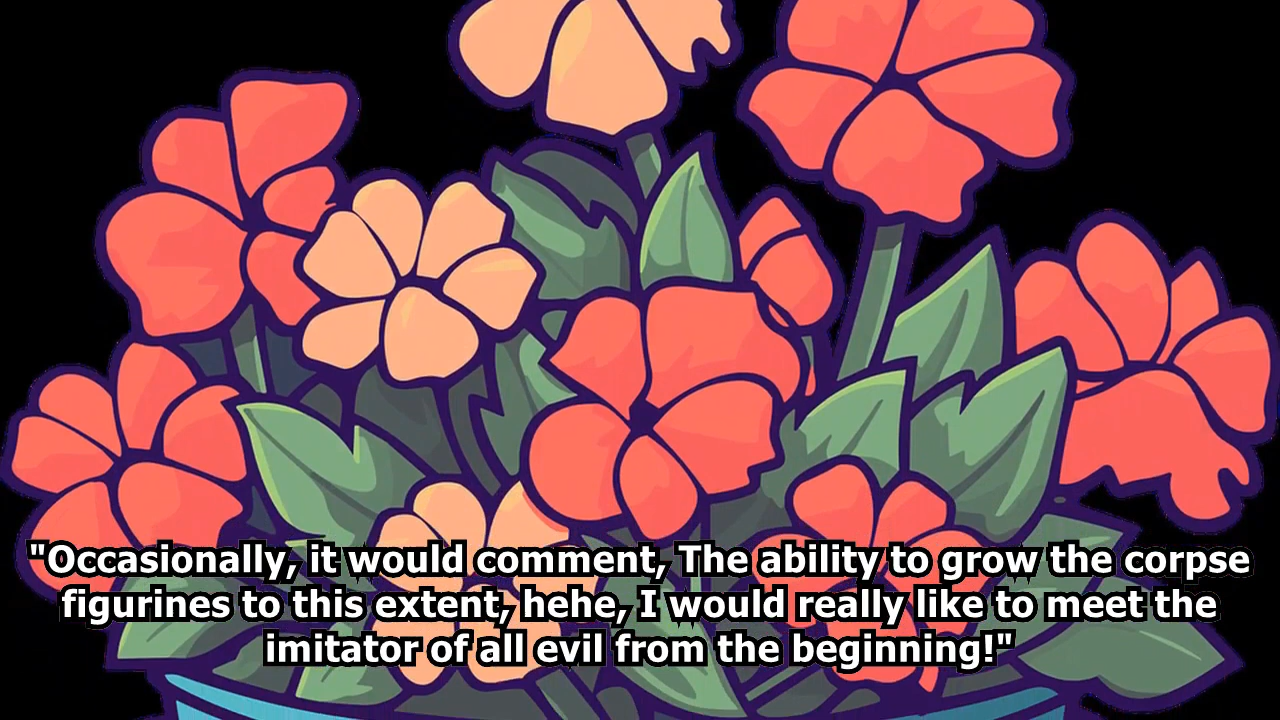 "Occasionally, it would comment, The ability to grow the corpse
figurines to this extent, hehe, I would really like to meet the
imitator of all evil from the beginning!"